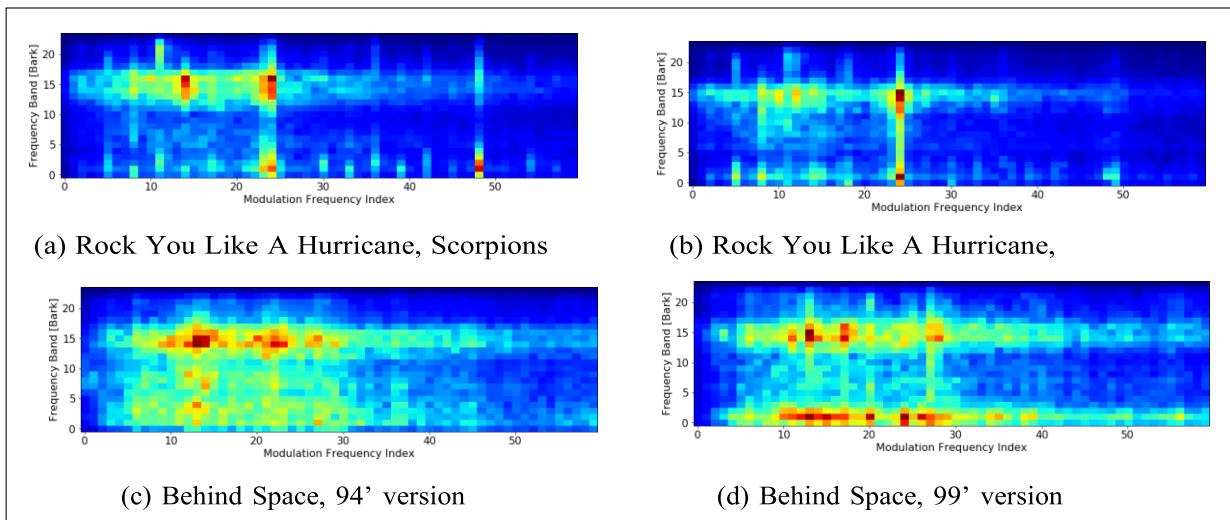 Frequency Band [Bark]
20
15
10
5
0
0 10 20 30 40 50
Modulation Frequency Index
(a) Rock You Like A Hurricane, Scorpions
Frequency Band [Bark]
20
15
10
5
0
0 10 20 30 40 50
Modulation Frequency Index
(b) Rock You Like A Hurricane,
Frequency Band [Bark]
20
15
10
5
0
0 10 20 30 40 50
Modulation Frequency Index
(c) Behind Space, 94’ version
Frequency Band [Bark]
20
15
10
5
0
0 10 20 30 40 50
Modulation Frequency Index
(d) Behind Space, 99’ version